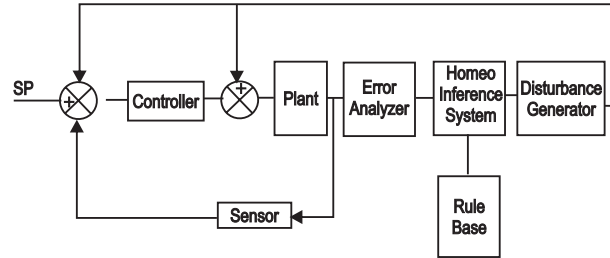 SP
+
Controller
+
Plant
Error
Analyzer
Homeo
Inference
System
Disturbance
Generator
Sensor
Rule
Base